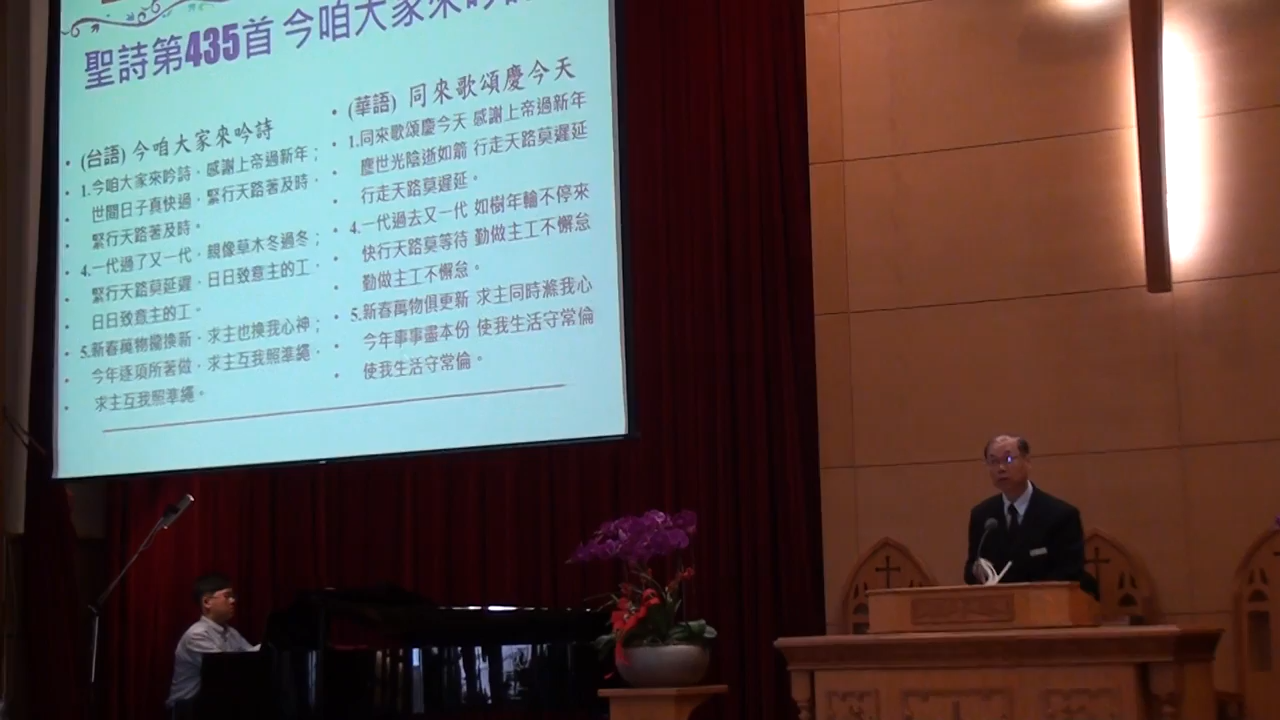 聖詩第435首 今咱大家來吟詩
(台語) 今咱大家來吟詩
1.今咱大家來吟詩，感謝上帝過新年；
世間日子真快過，緊行天路著及時，
緊行天路著及時。
4.一代過了又一代，親像草木冬過冬；
緊行天路莫延遲，日日致意主的工，
日日致意主的工。
5.新春萬物攏換新，求主也換我心神；
今年逐項所著做，求主互我照準繩，
求主互我照準繩。
(華語) 同來歌頌慶今天
1.同來歌頌慶今天 感謝上帝過新年
塵世光陰逝如箭 行走天路莫遲延
行走天路莫遲延。
4.一代過去又一代 如樹年輪不停來
快行天路莫等待 勤做主工不懈怠
勤做主工不懈怠。
5.新春萬物俱更新 求主同時滌我心
今年事事盡本份 使我生活守常倫
使我生活守常倫。